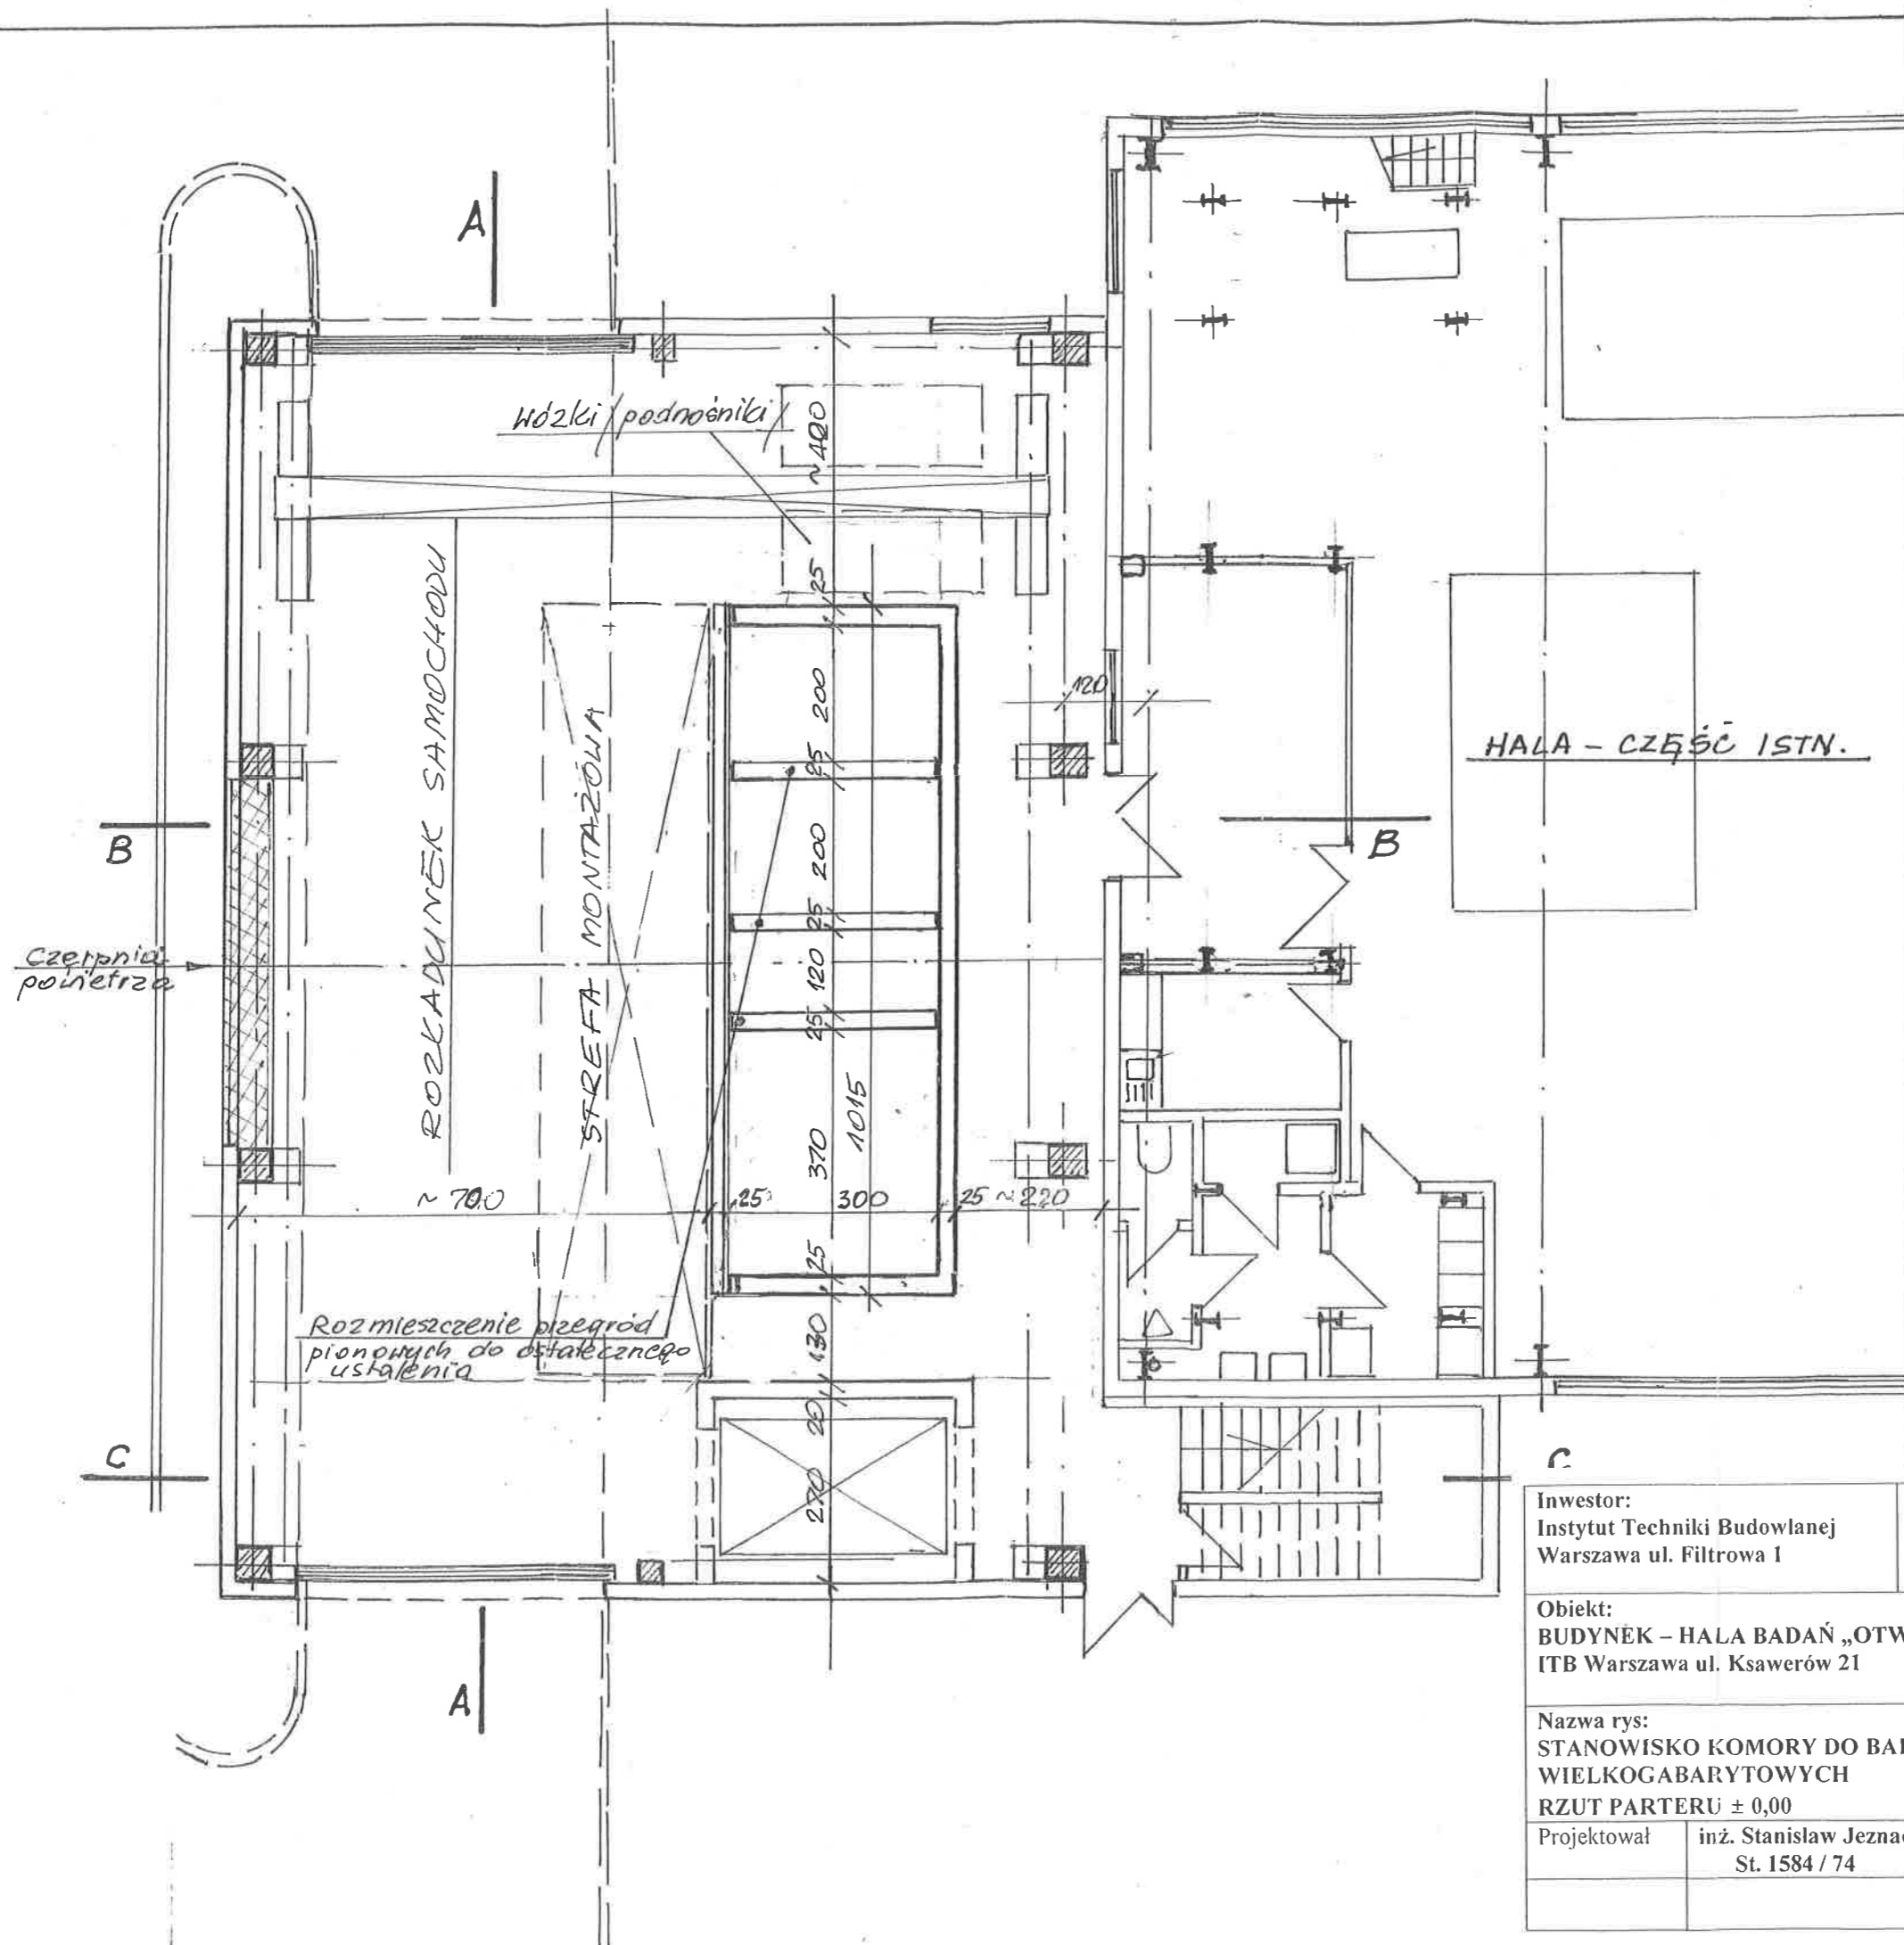 A
Wózki /podnośniki/
~ 400
25
ROZŁADUNEK SAMOCHODU
STREFA MONTAŻOWA
200
25
200
25
120
25
370
1015
120
HALA – CZĘŚĆ ISTN.
B
B
Czerpnia
powietrza
~ 700
25
300
25
~ 220
25
Rozmieszczenie przegród
pionowych do ostatecznego
ustalenia
130
20
270
C
C
A
Inwestor:
Instytut Techniki Budowlanej
Warszawa ul. Filtrowa 1
Obiekt:
BUDYNEK – HALA BADAŃ „OTW
ITB Warszawa ul. Ksawerów 21
Nazwa rys:
STANOWISKO KOMORY DO BA
WIELKOGABARYTOWYCH
RZUT PARTERU ± 0,00
Projektował
inż. Stanisław Jezna
St. 1584 / 74